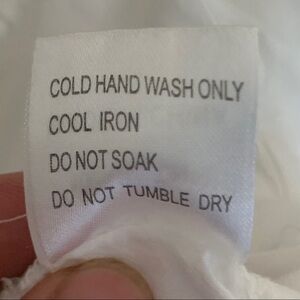 COLD HAND WASH ONLY
COOL IRON
DO NOT SOAK
DO NOT TUMBLE DRY